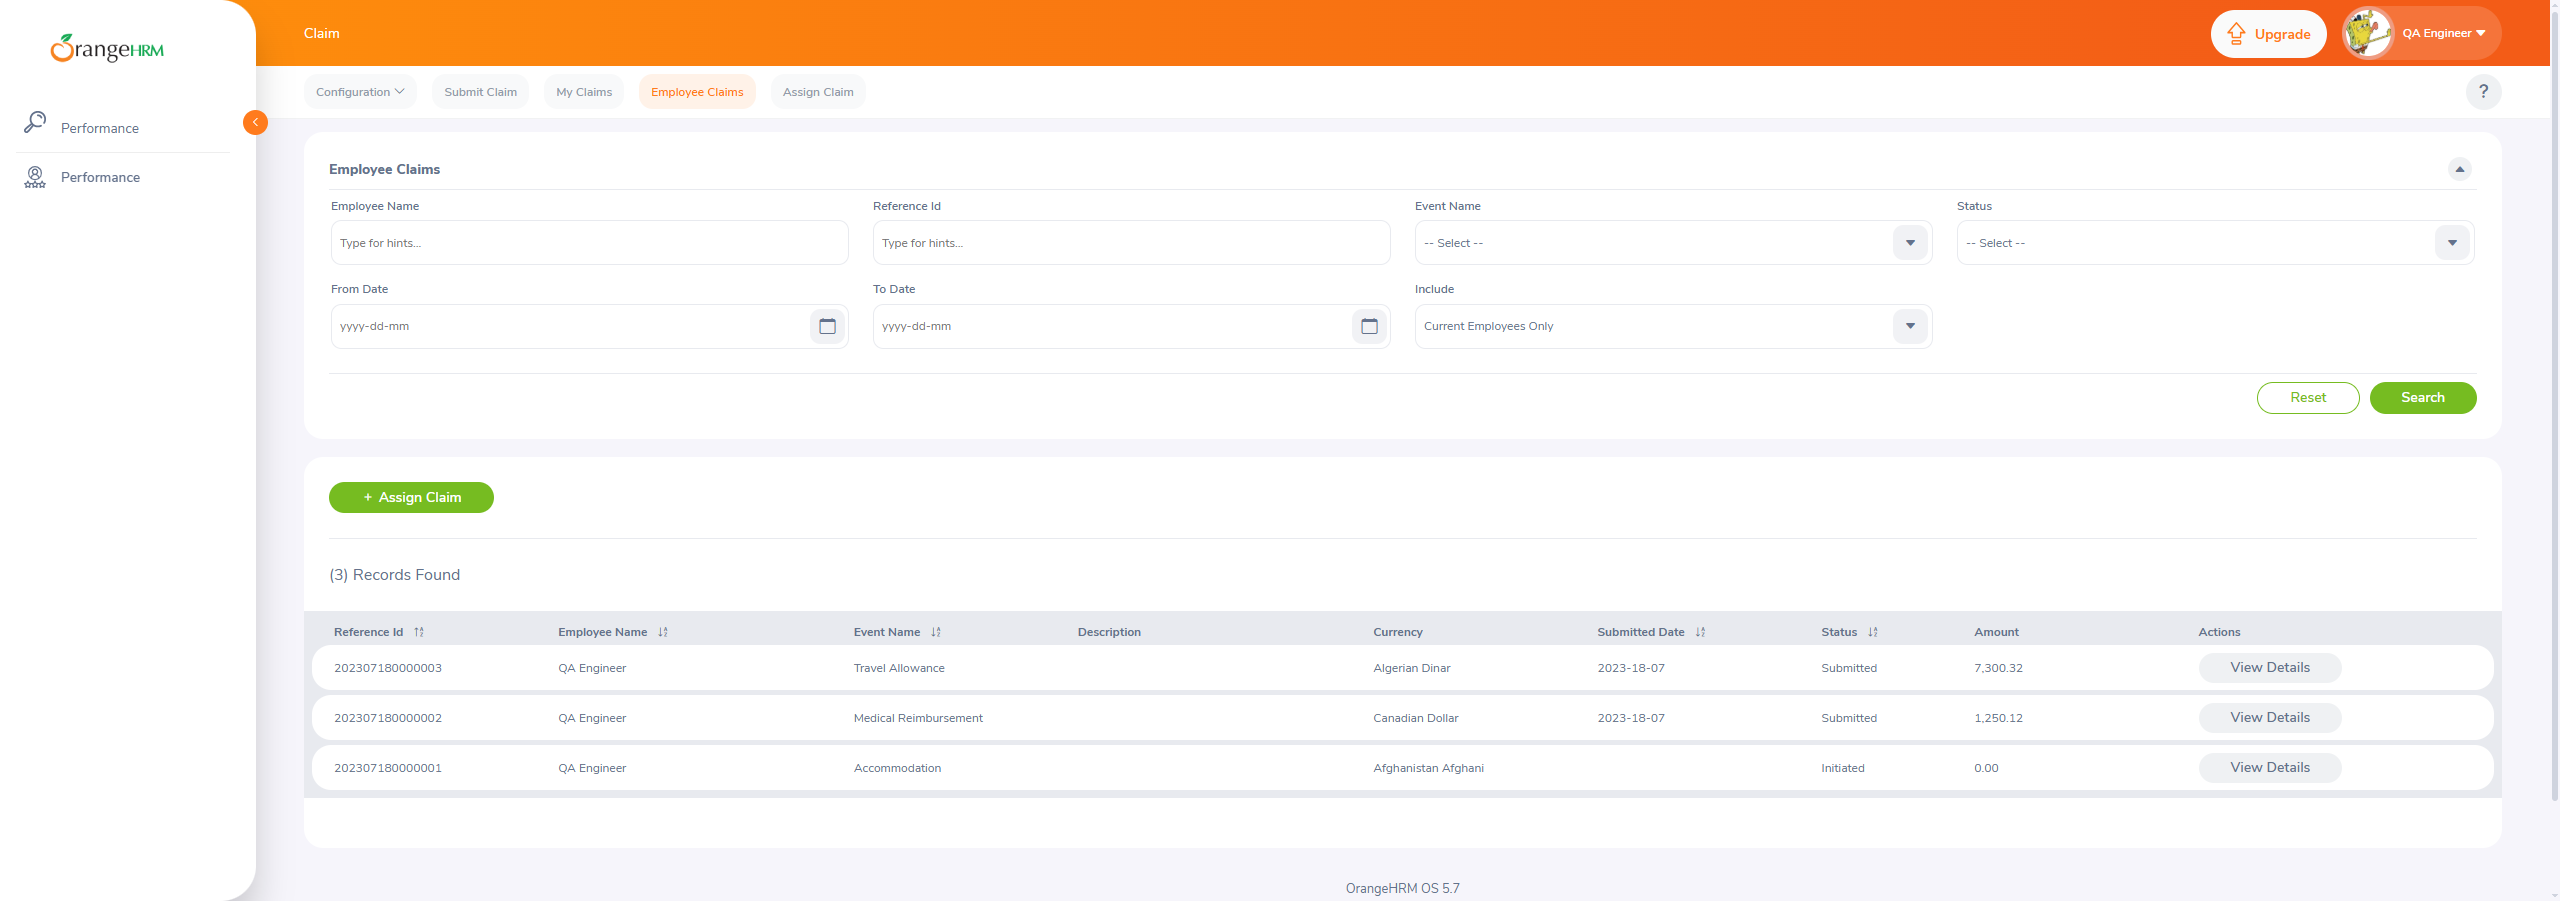 OrangeHRM
Claim
Upgrade
QA Engineer
Configuration
Submit Claim
My Claims
Employee Claims
Assign Claim
?
Performance
Performance
Employee Claims
Employee Name
Reference Id
Event Name
Status
Type for hints...
Type for hints...
-- Select --
-- Select --
From Date
To Date
Include
yyyy-dd-mm
yyyy-dd-mm
Current Employees Only
Reset
Search
+ Assign Claim
(3) Records Found
Reference Id Employee Name Event Name Description Currency Submitted Date Status Amount Actions
202307180000003 QA Engineer Travel Allowance Algerian Dinar 2023-18-07 Submitted 7,300.32 View Details
202307180000002 QA Engineer Medical Reimbursement Canadian Dollar 2023-18-07 Submitted 1,250.12 View Details
202307180000001 QA Engineer Accommodation Afghanistan Afghani Initiated 0.00 View Details
OrangeHRM OS 5.7